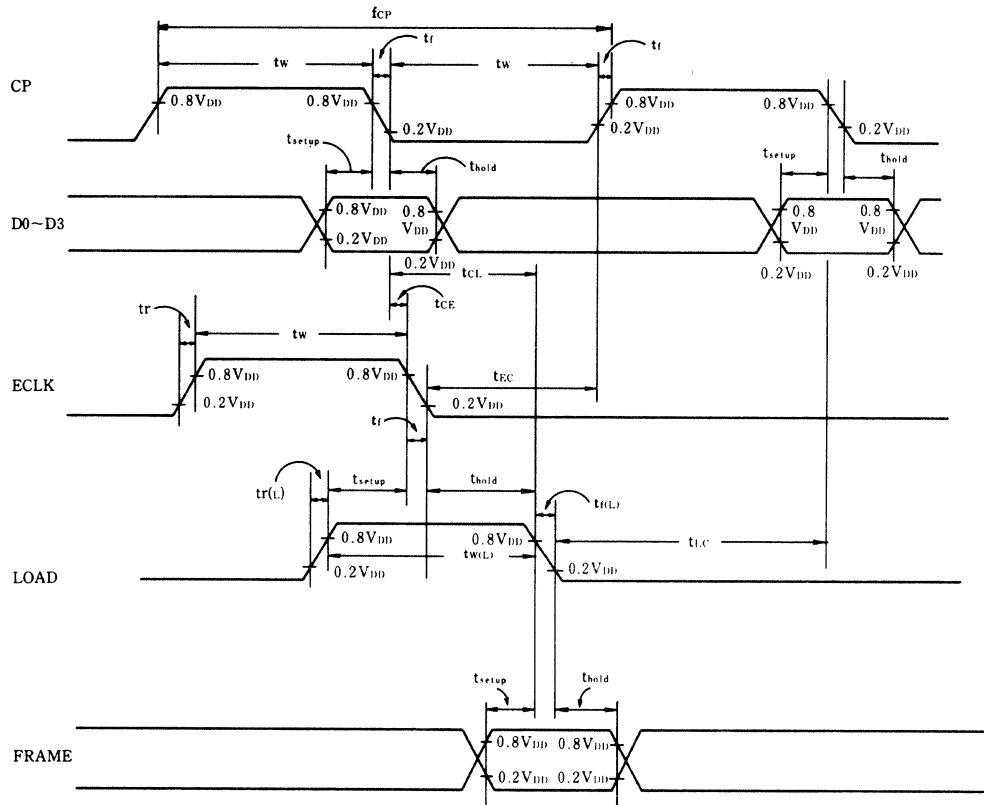 fCP
tf
tf
tw
tw
CP
0.8VDD
0.8VDD
0.8VDD
0.8VDD
0.2VDD
0.2VDD
0.2VDD
tsetup
thold
tsetup
thold
D0~D3
0.8VDD
0.8
VDD
0.8
VDD
0.8
VDD
0.2VDD
0.2VDD
0.2VDD
0.2VDD
tCL
tCE
tr
tw
ECLK
0.8VDD
0.8VDD
tEC
0.2VDD
0.2VDD
tf
tr(L)
tsetup
thold
tf(L)
0.8VDD
0.8VDD
tw(L)
tLC
LOAD
0.2VDD
0.2VDD
tsetup
thold
FRAME
0.8VDD
0.8VDD
0.2VDD
0.2VDD